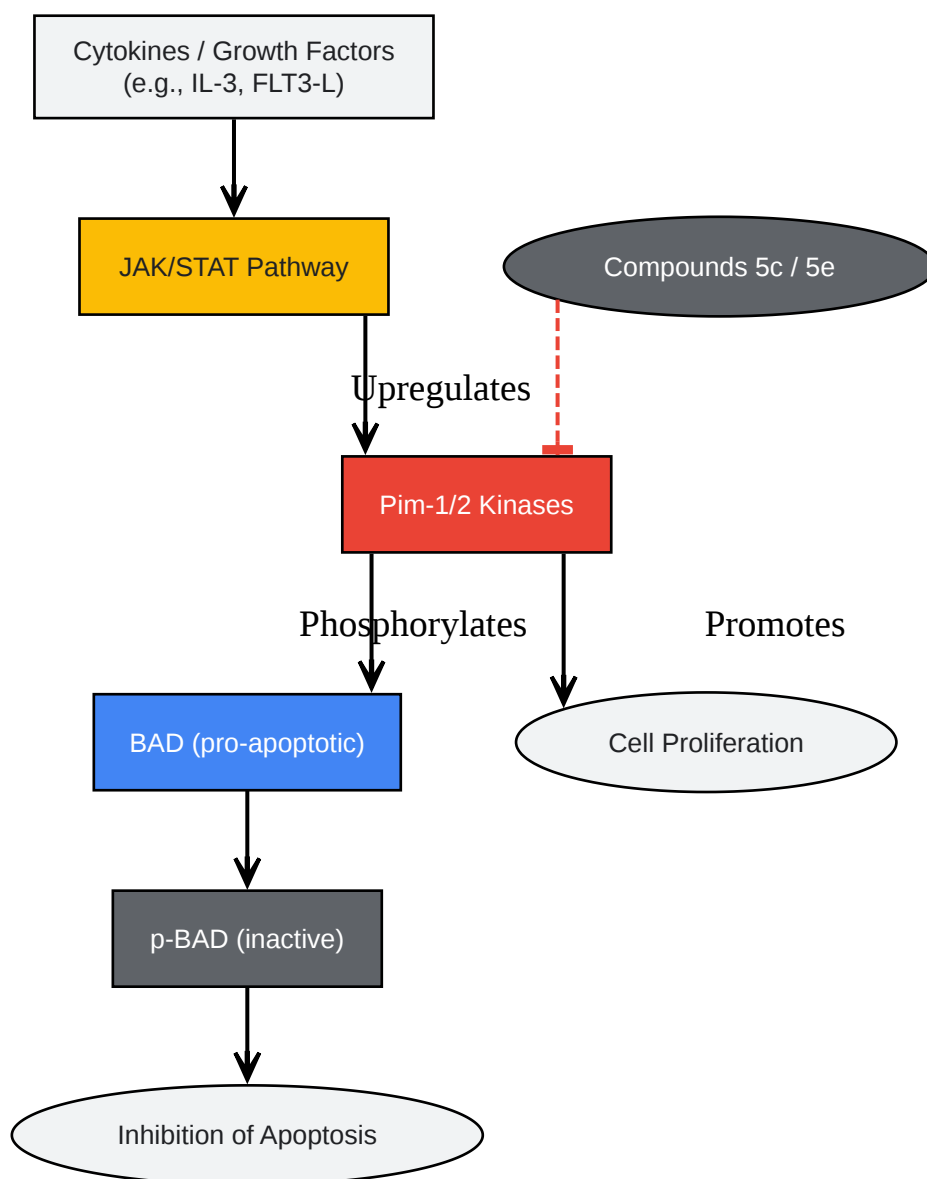 Cytokines / Growth Factors
(e.g., IL-3, FLT3-L)
JAK/STAT Pathway
Compounds 5c / 5e
Upregulates
Pim-1/2 Kinases
Phosphorylates
Promotes
BAD (pro-apoptotic)
Cell Proliferation
p-BAD (inactive)
Inhibition of Apoptosis